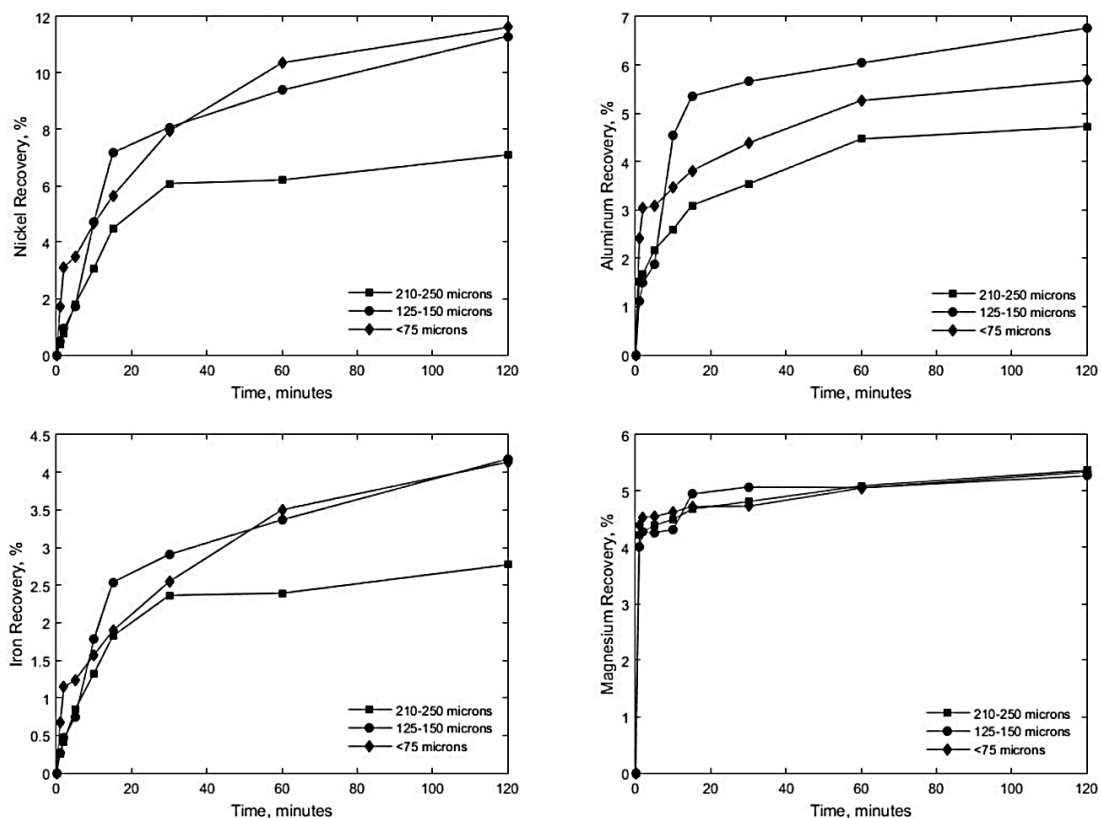 12
10
8
6
4
2
0
Nickel Recovery, %
210-250 microns
125-150 microns
<75 microns
0 20 40 60 80 100 120
Time, minutes
7
6
5
4
3
2
1
0
Aluminum Recovery, %
210-250 microns
125-150 microns
<75 microns
0 20 40 60 80 100 120
Time, minutes
4.5
4
3.5
3
2.5
2
1.5
1
0.5
0
Iron Recovery, %
210-250 microns
125-150 microns
<75 microns
0 20 40 60 80 100 120
Time, minutes
6
5
4
3
2
1
0
Magnesium Recovery, %
210-250 microns
125-150 microns
<75 microns
0 20 40 60 80 100 120
Time, minutes